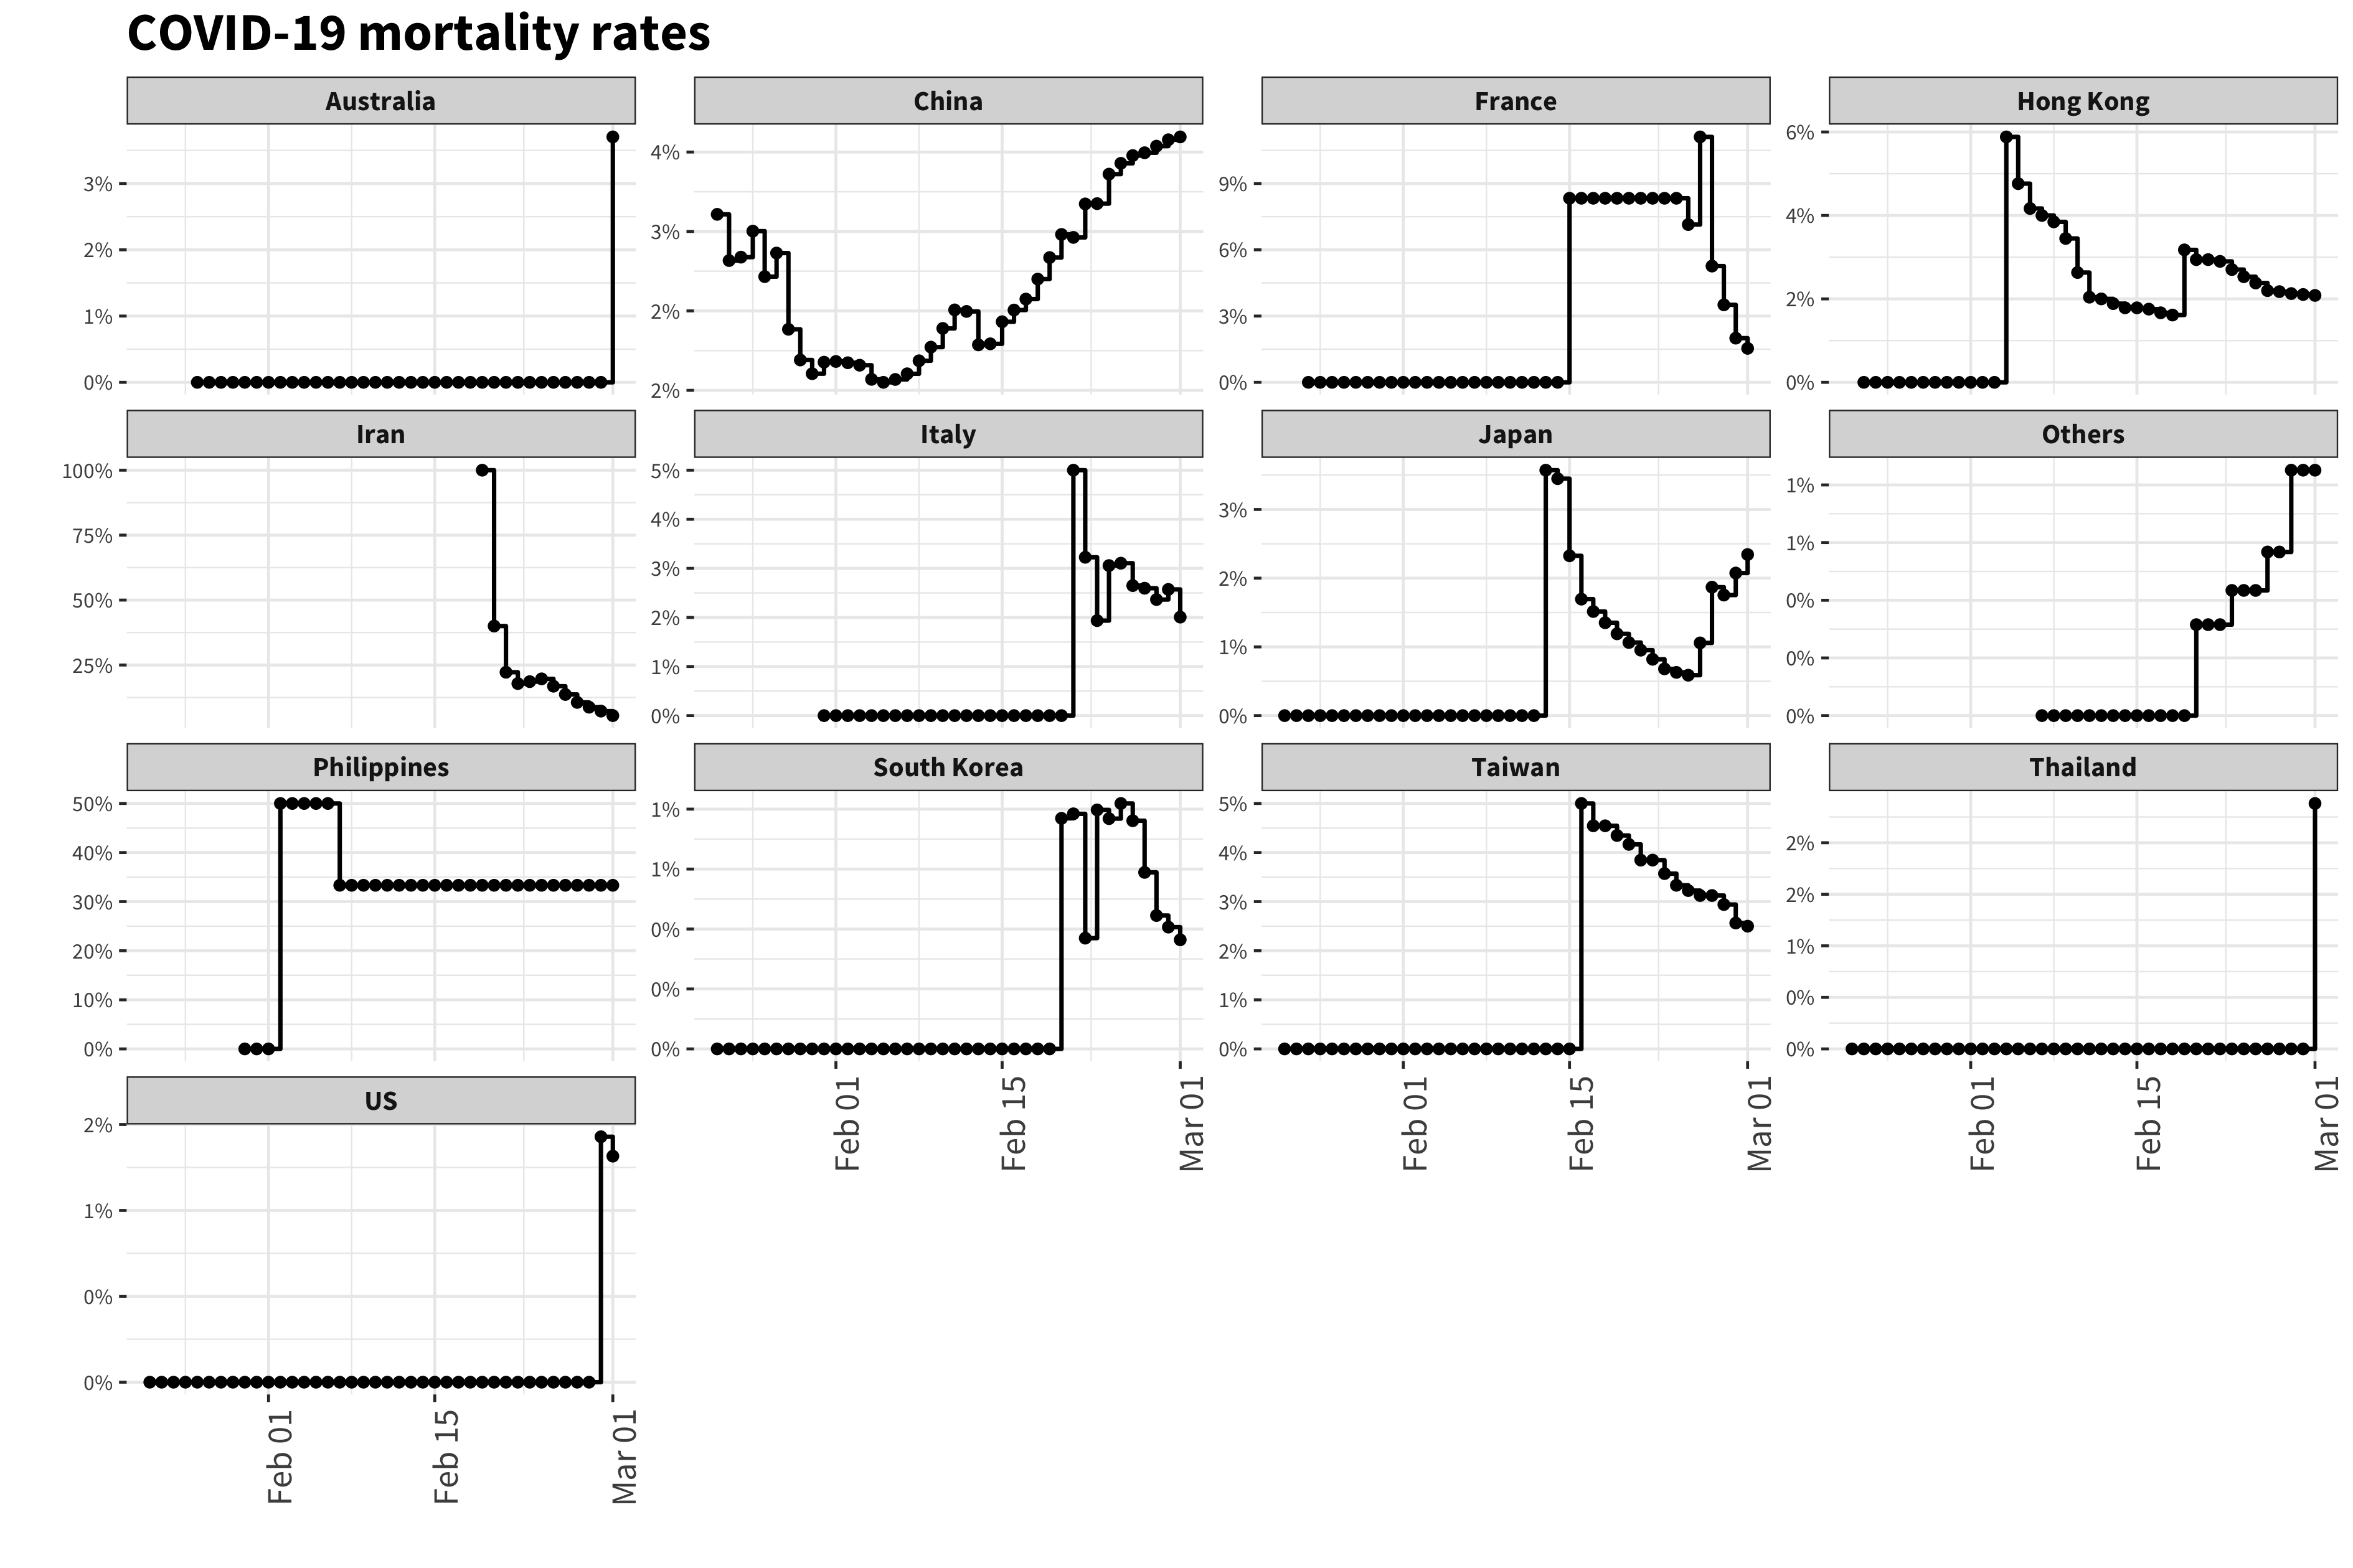 COVID-19 mortality rates
Australia
3%
2%
1%
0%
China
4%
3%
2%
2%
France
9%
6%
3%
0%
Hong Kong
6%
4%
2%
0%
Iran
100%
75%
50%
25%
Italy
5%
4%
3%
2%
1%
0%
Japan
3%
2%
1%
0%
Others
1%
1%
0%
0%
0%
Philippines
50%
40%
30%
20%
10%
0%
South Korea
1%
1%
0%
0%
0%
Feb 01
Feb 15
Mar 01
Taiwan
5%
4%
3%
2%
1%
0%
Feb 01
Feb 15
Mar 01
Thailand
2%
2%
1%
0%
0%
Feb 01
Feb 15
Mar 01
US
2%
1%
0%
0%
Feb 01
Feb 15
Mar 01